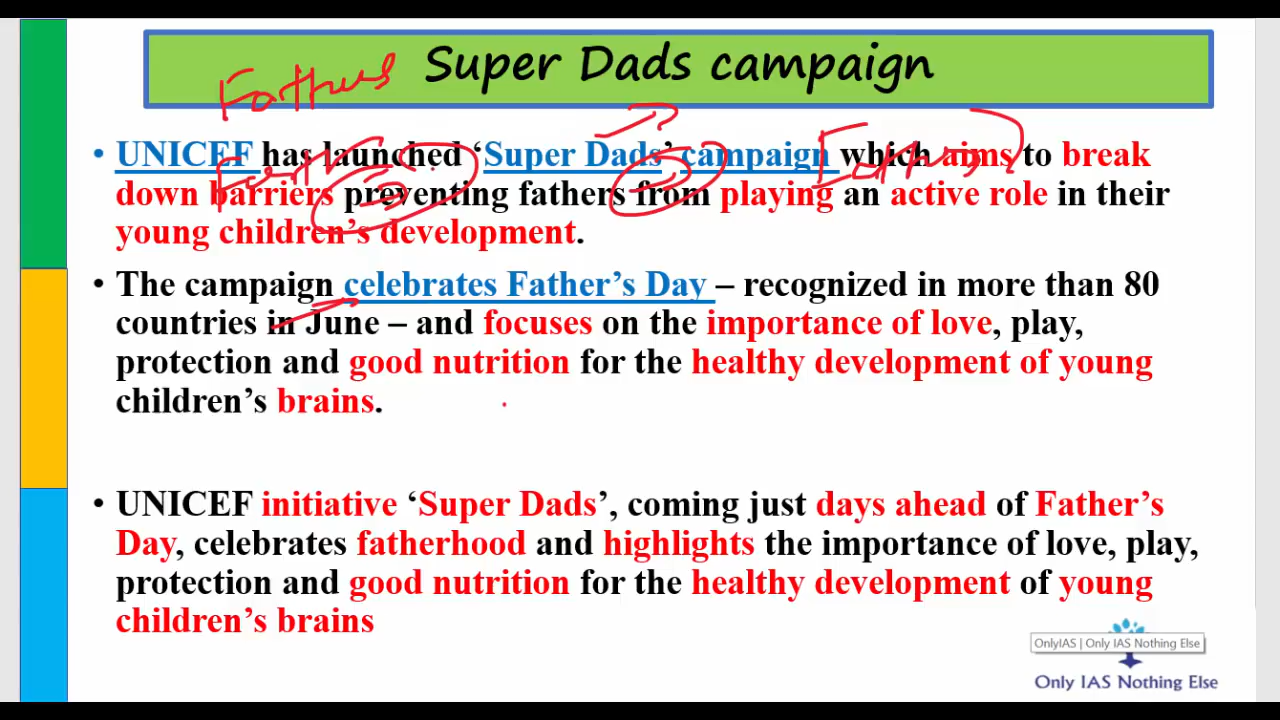 Super Dads campaign
Fathers
• UNICEF has launched ‘Super Dads’ campaign which aims to break
down barriers preventing fathers from playing an active role in their
young children’s development.
• The campaign celebrates Father’s Day – recognized in more than 80
countries in June – and focuses on the importance of love, play,
protection and good nutrition for the healthy development of young
children’s brains.
• UNICEF initiative ‘Super Dads’, coming just days ahead of Father’s
Day, celebrates fatherhood and highlights the importance of love, play,
protection and good nutrition for the healthy development of young
children’s brains
OnlyIAS | Only IAS Nothing Else
Only IAS Nothing Else